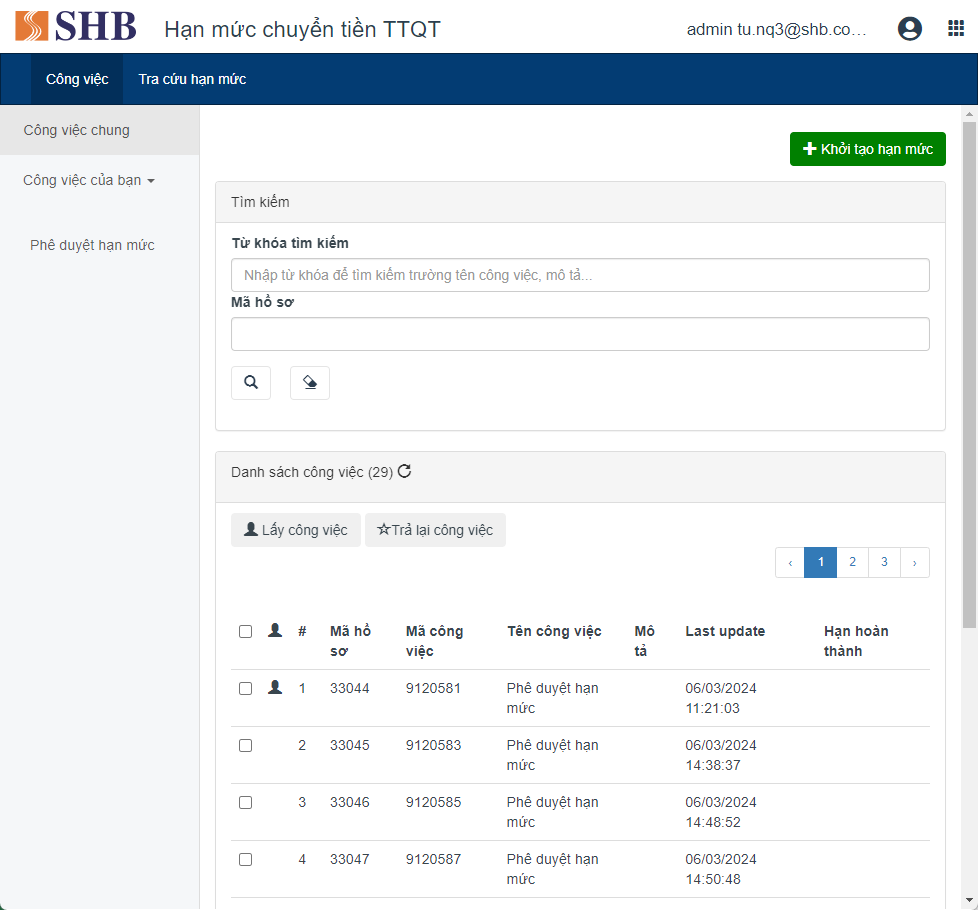 SHB
Hạn mức chuyển tiền TTQT
admin tu.nq3@shb.co…
Công việc
Tra cứu hạn mức
Công việc chung
Công việc của bạn
Phê duyệt hạn mức
Khởi tạo hạn mức
Tìm kiếm
Từ khóa tìm kiếm
Nhập từ khóa để tìm kiếm trường tên công việc, mô tả...
Mã hồ sơ
Danh sách công việc (29)
Lấy công việc
Trả lại công việc
‹ 1 2 3 ›
# Mã hồ sơ Mã công việc Tên công việc Mô tả Last update Hạn hoàn thành
1 33044 9120581 Phê duyệt hạn mức 06/03/2024 11:21:03
2 33045 9120583 Phê duyệt hạn mức 06/03/2024 14:38:37
3 33046 9120585 Phê duyệt hạn mức 06/03/2024 14:48:52
4 33047 9120587 Phê duyệt hạn mức 06/03/2024 14:50:48